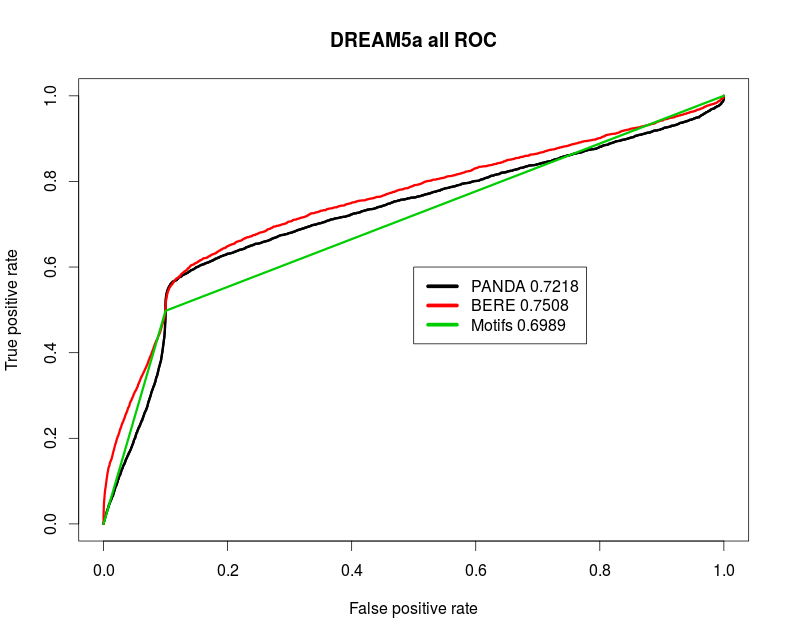 DREAM5a all ROC
True positive rate
1.0
0.8
0.6
0.4
0.2
0.0
PANDA 0.7218
BERE 0.7508
Motifs 0.6989
0.0 0.2 0.4 0.6 0.8 1.0
False positive rate